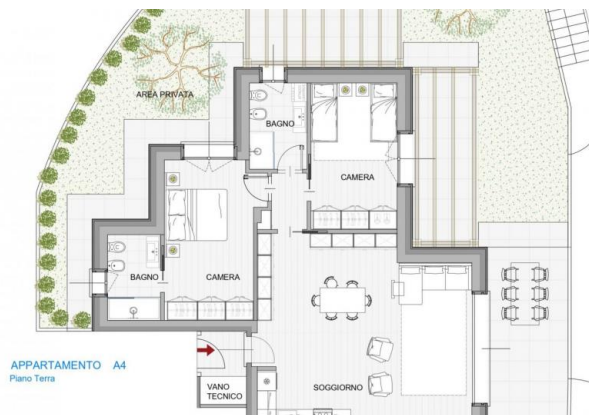 AREA PRIVATA
BAGNO
CAMERA
BAGNO
CAMERA
APPARTAMENTO A4
Piano Terra
VANO
TECNICO
SOGGIORNO